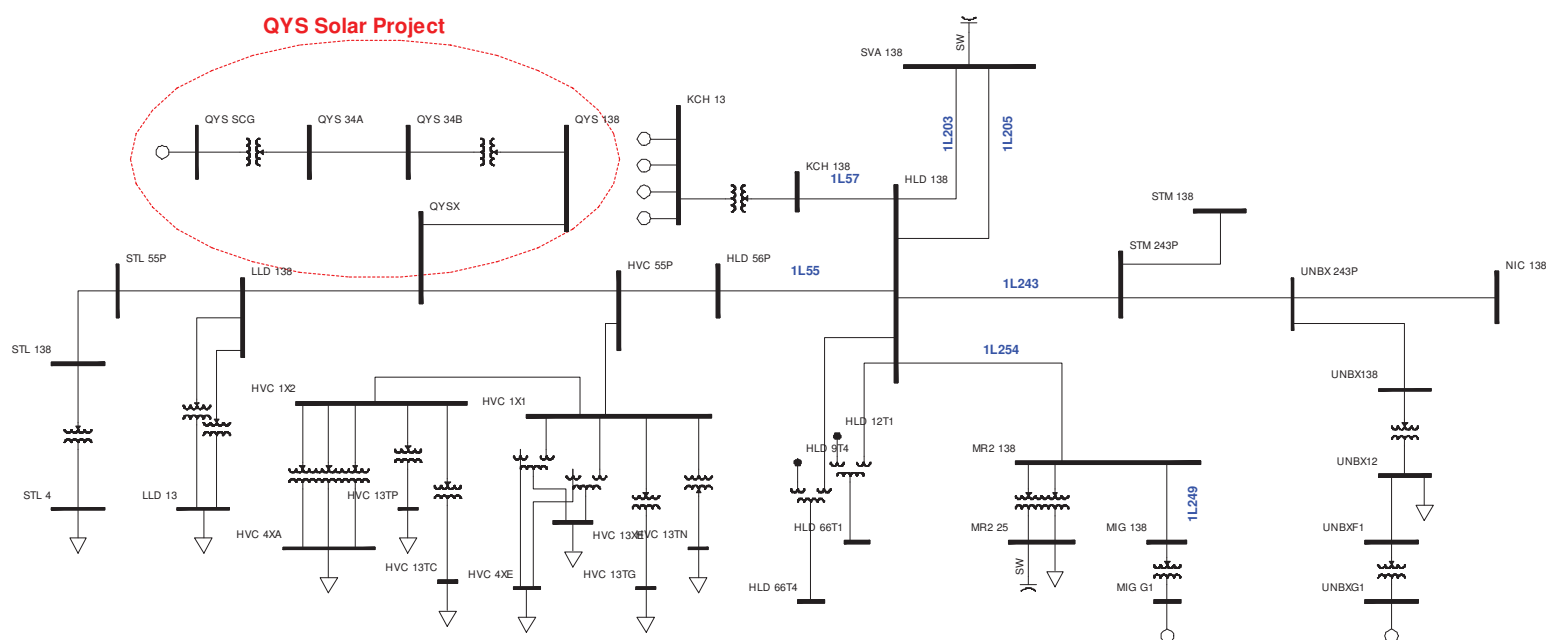 QYS Solar Project
SW
SVA 138
KCH 13
QYS SCG
QYS 34A
QYS 34B
QYS 138
1L203
1L205
KCH 138
1L57
HLD 138
STM 138
QYSX
STM 243P
STL 55P
LLD 138
HVC 55P
HLD 56P
1L55
1L243
UNBX 243P
NIC 138
STL 138
1L254
HVC 1X2
HVC 1X1
UNBX138
HLD 12T1
HLD 9T4
MR2 138
UNBX12
STL 4
LLD 13
HVC 13TP
1L249
HVC 4XA
HVC 13TN
HLD 66T1
MR2 25
MIG 138
UNBXF1
HVC 13TC
HVC 4XE
HVC 13TG
SW
HLD 66T4
MIG G1
UNBXG1